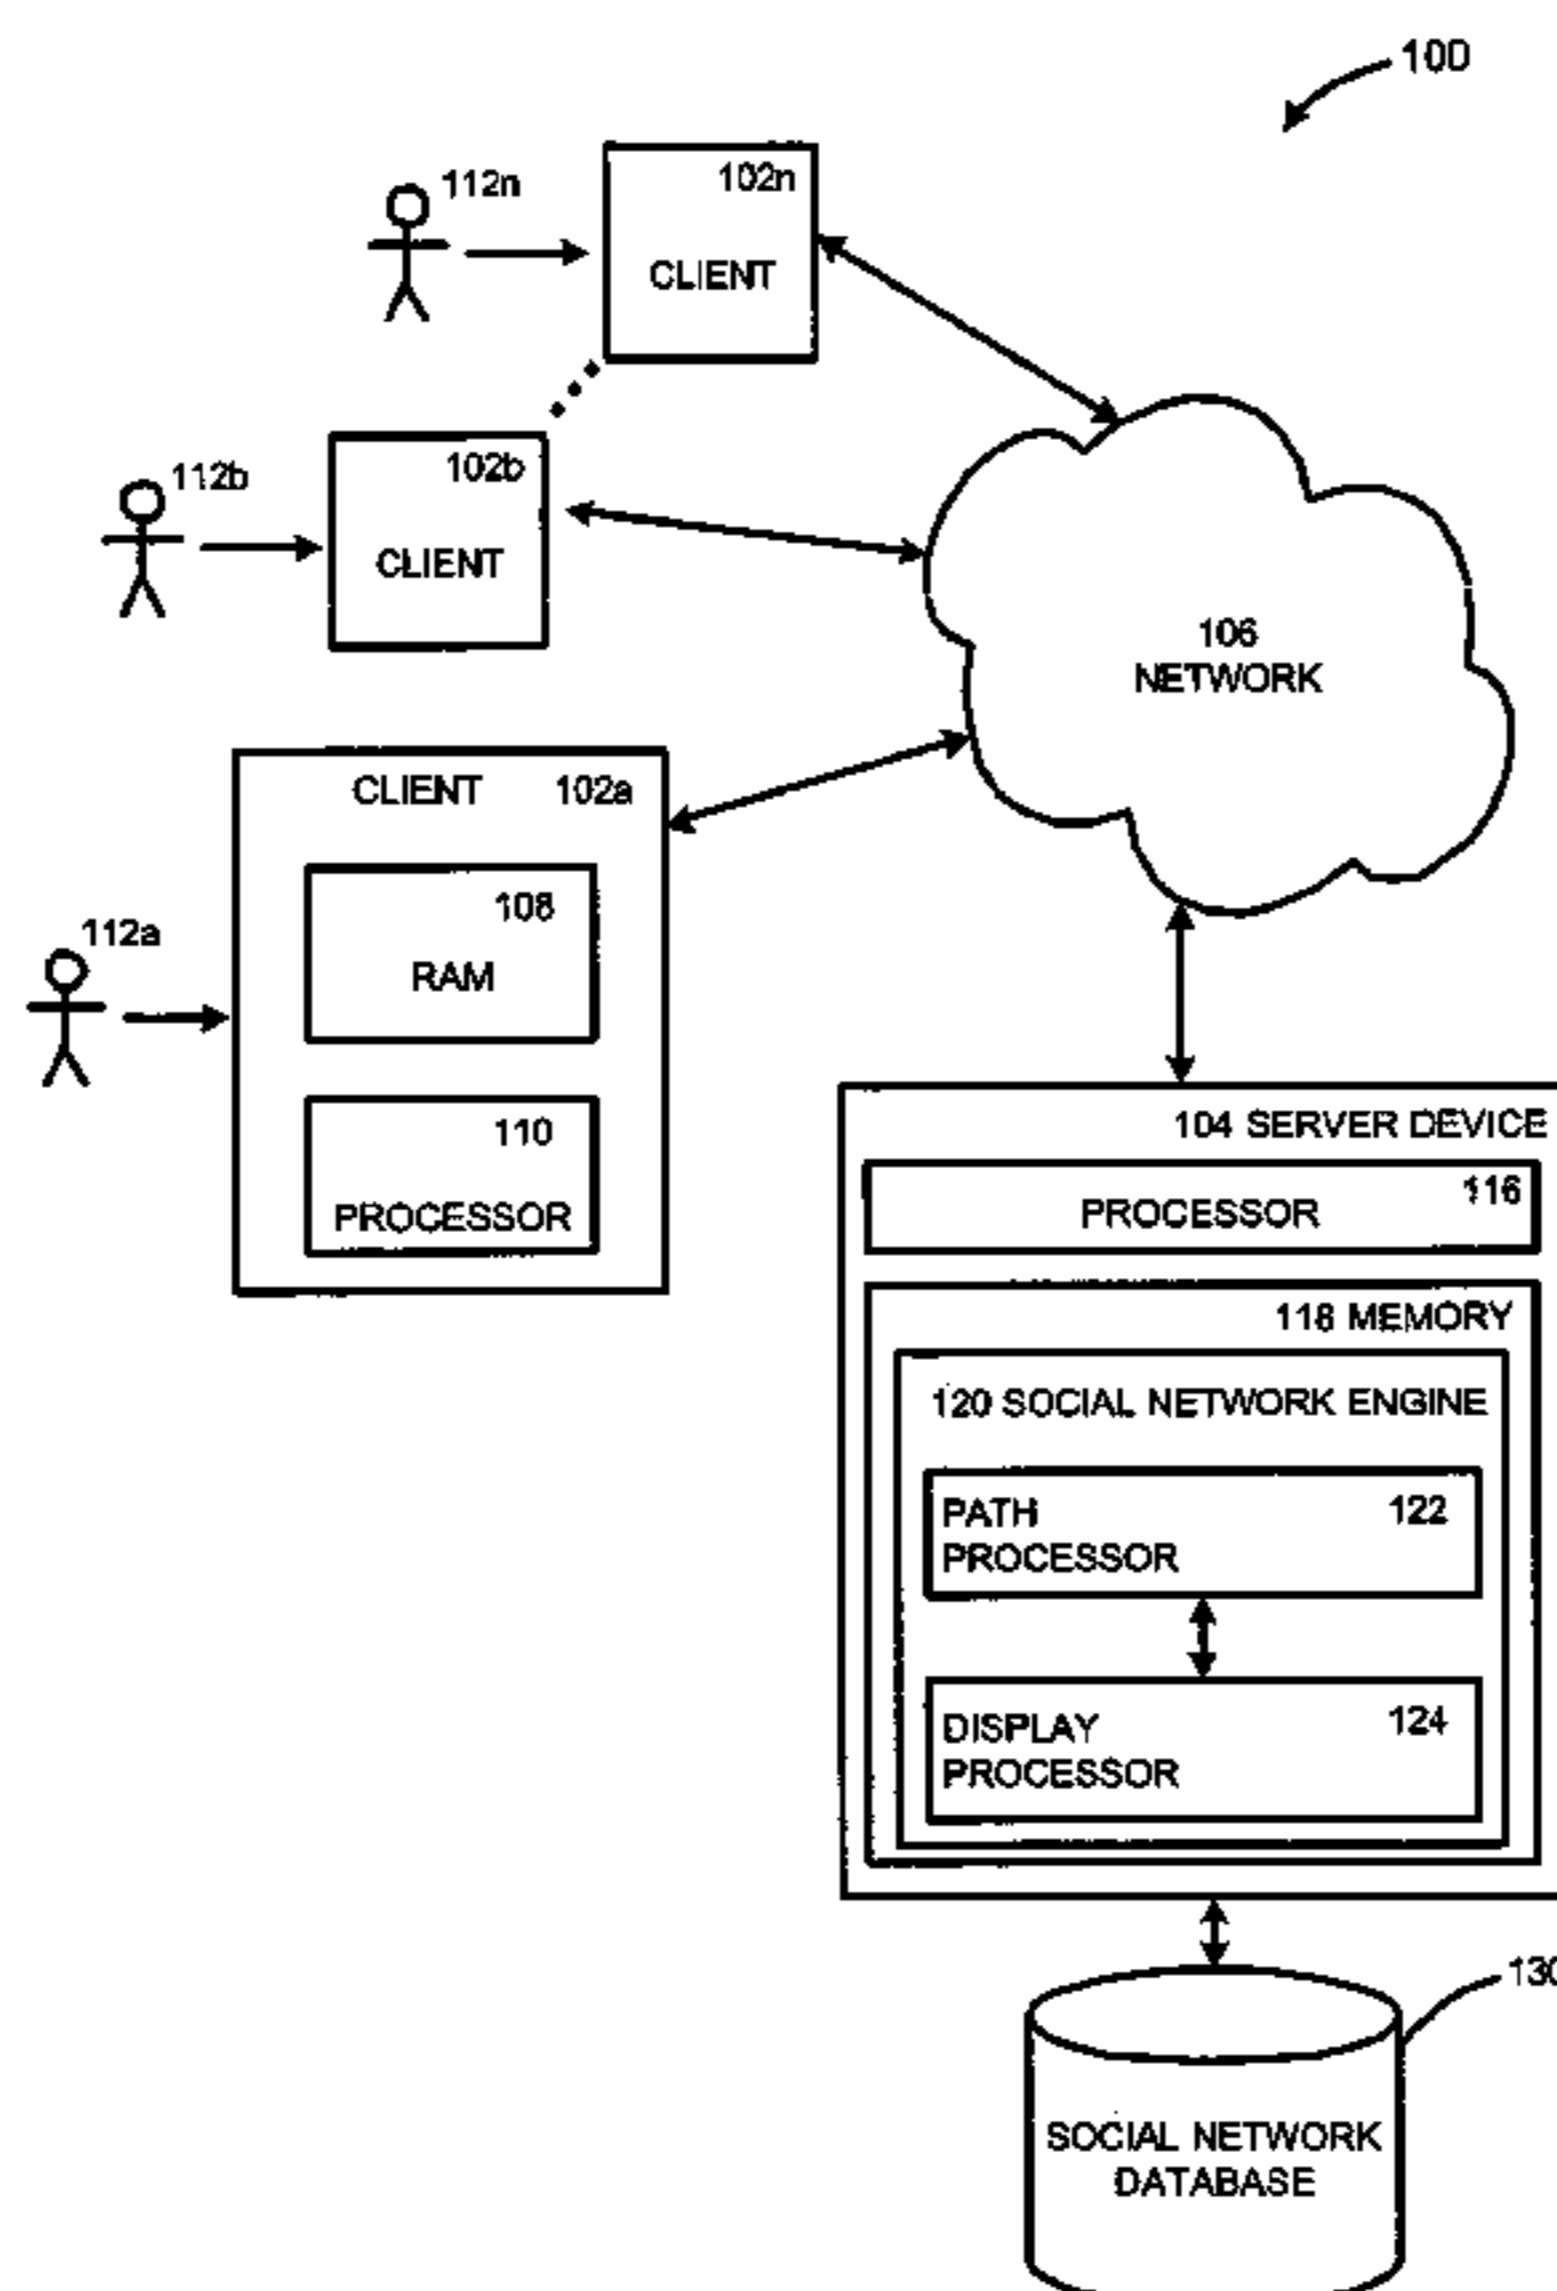 100
112n
102n
CLIENT
112b
102b
CLIENT
106
NETWORK
CLIENT 102a
108
RAM
112a
110
PROCESSOR
104 SERVER DEVICE
116
PROCESSOR
118 MEMORY
120 SOCIAL NETWORK ENGINE
PATH 122
PROCESSOR
DISPLAY 124
PROCESSOR
130
SOCIAL NETWORK
DATABASE